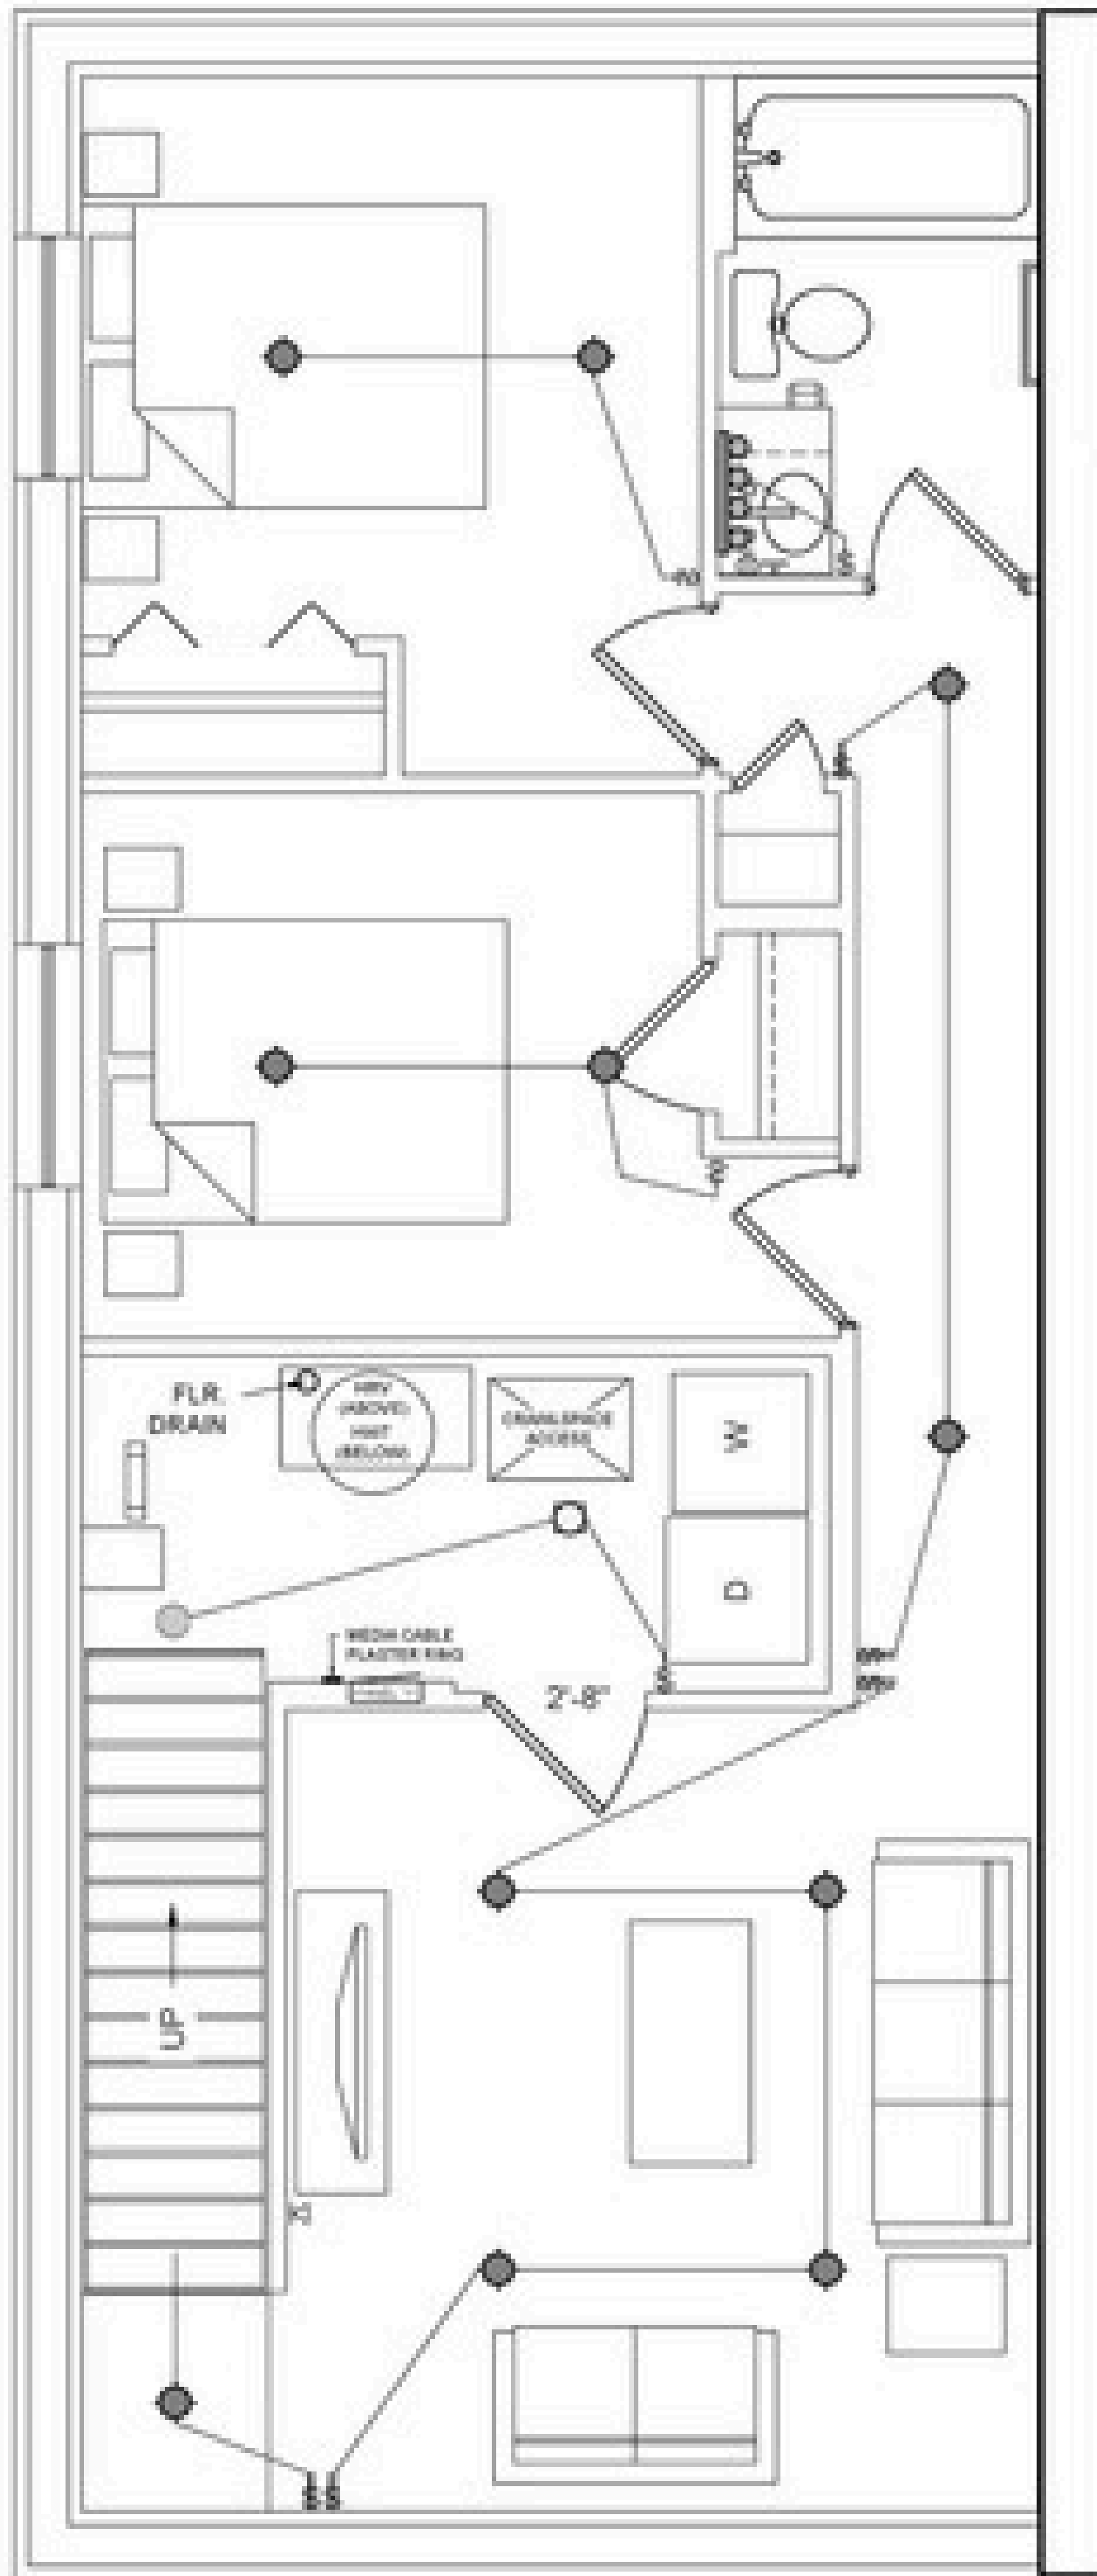 FLR.
DRAIN
HRV
(ABOVE)
HWT
(BELOW)
CRAWLSPACE
ACCESS
W
D
MEDIA CABLE
PLASTER RING
2'-8"
UP